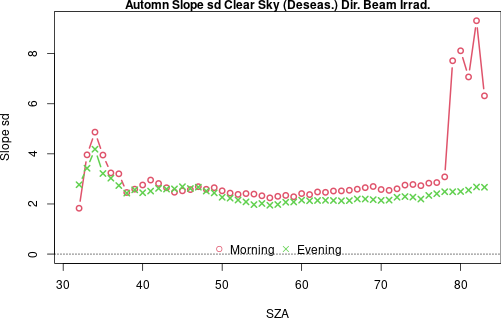 Automn Slope sd Clear Sky (Deseas.) Dir. Beam Irrad.
Slope sd
8
6
4
2
0
Morning Evening
30 40 50 60 70 80
SZA